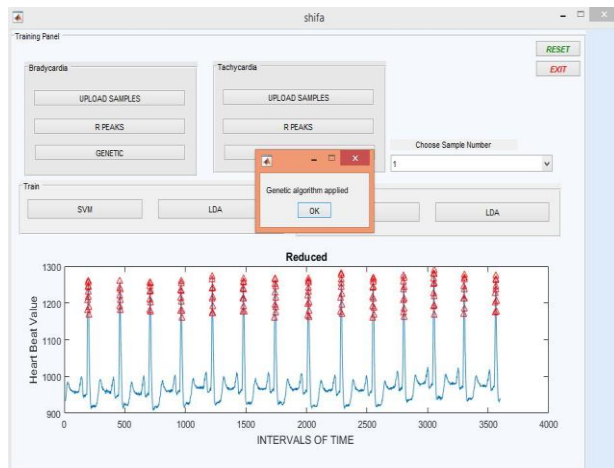 shifa
Training Panel
RESET
EXIT
Bradycardia
Tachycardia
UPLOAD SAMPLES
UPLOAD SAMPLES
R PEAKS
R PEAKS
GENETIC
Choose Sample Number
1
Genetic algorithm applied
OK
Train
SVM
LDA
LDA
Reduced
Heart Beat Value
1300
1200
1100
1000
900
0
500
1000
1500
2000
2500
3000
3500
4000
INTERVALS OF TIME